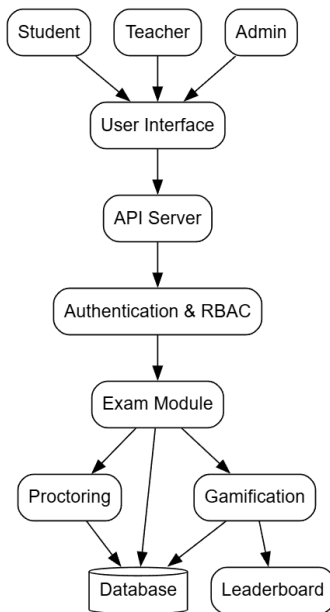 Student
Teacher
Admin
User Interface
API Server
Authentication & RBAC
Exam Module
Proctoring
Gamification
Database
Leaderboard